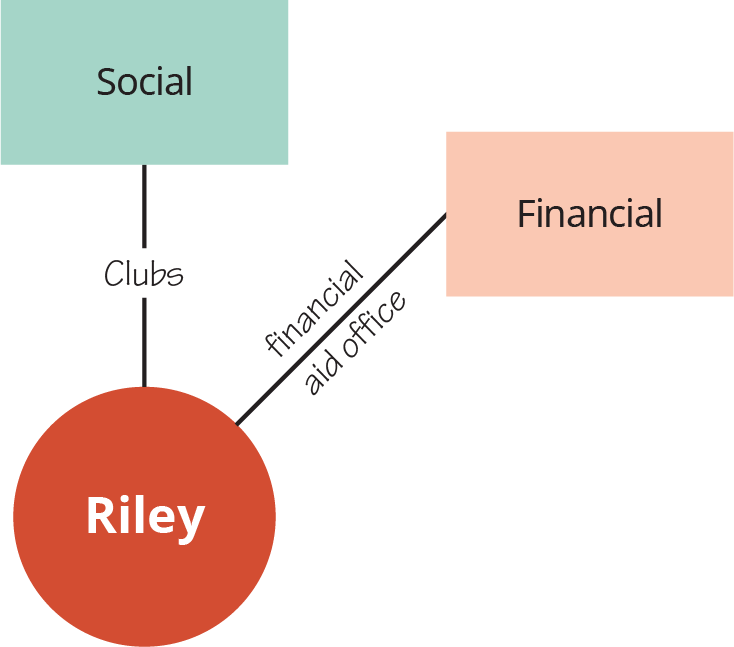 Social
Financial
Clubs
financial
aid office
Riley